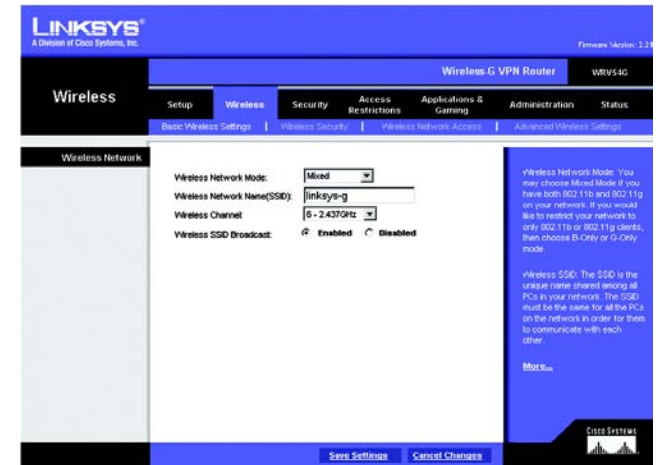 LINKSYS®
A Division of Cisco Systems, Inc.
Firmware Version: 2.2
Wireless-G VPN Router
WRV54G
Wireless
Setup
Wireless
Security
Access Restrictions
Applications & Gaming
Administration
Status
Basic Wireless Settings | Wireless Security | Wireless Network Access | Advanced Wireless Settings
Wireless Network
Wireless Network Mode: Mixed
Wireless Network Name(SSID): linksys-g
Wireless Channel: 6 - 2.437GHz
Wireless SSID Broadcast: Enabled Disabled
Wireless Network Mode: You
may choose Mixed Mode if you
have both 802.11b and 802.11g
on your network. If you would
like to restrict your network to
only 802.11b or 802.11g clients,
then choose B-Only or G-Only
mode.
Wireless SSID: The SSID is the
unique name shared among all
PCs in your network. The SSID
must be the same for all the PCs
on the network in order for them
to communicate with each
other.
More...
Save Settings
Cancel Changes
CISCO SYSTEMS